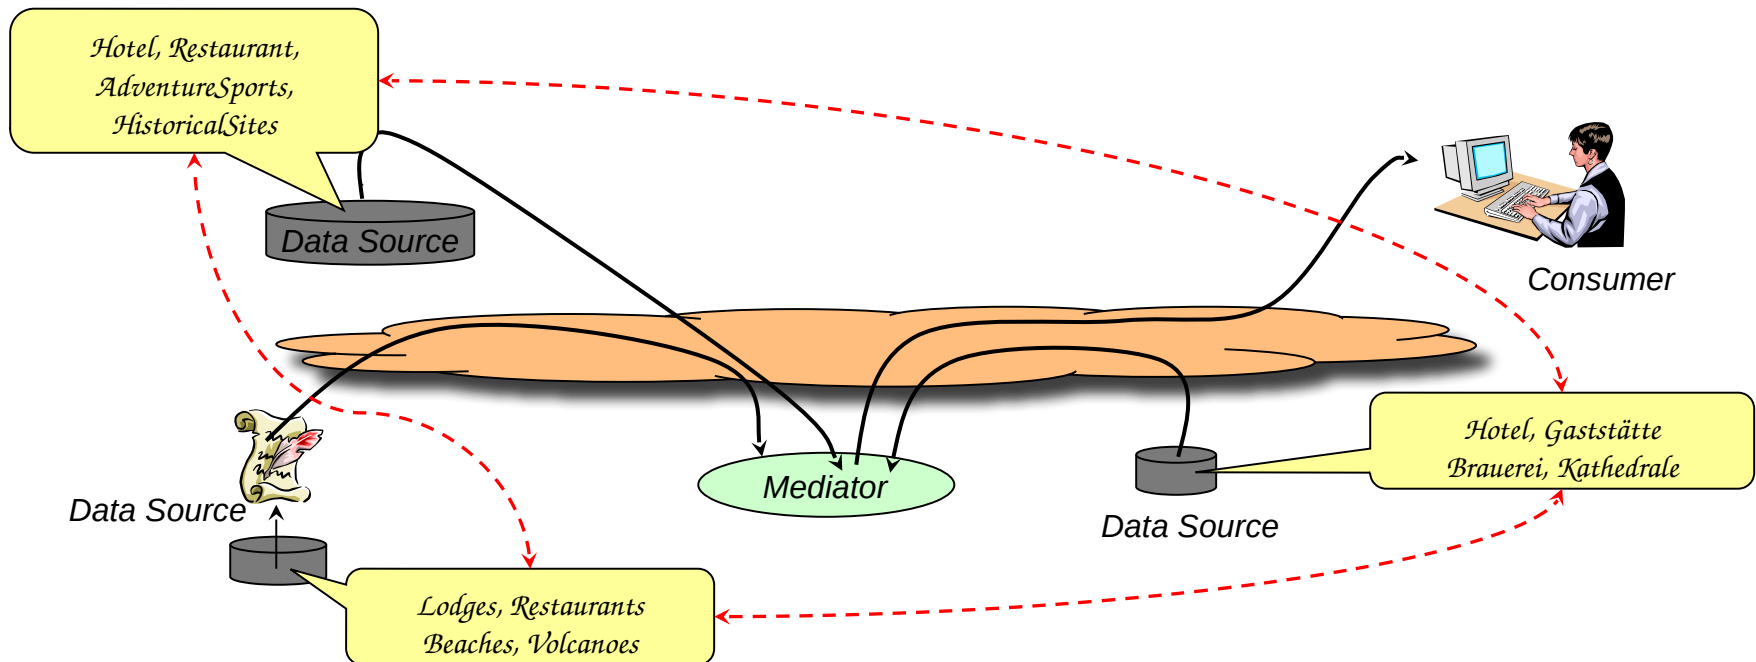 Hotel, Restaurant,
AdventureSports,
HistoricalSites
Data Source
Consumer
Data Source
Mediator
Data Source
Hotel, Gaststätte
Brauerei, Kathedrale
Lodges, Restaurants
Beaches, Volcanoes